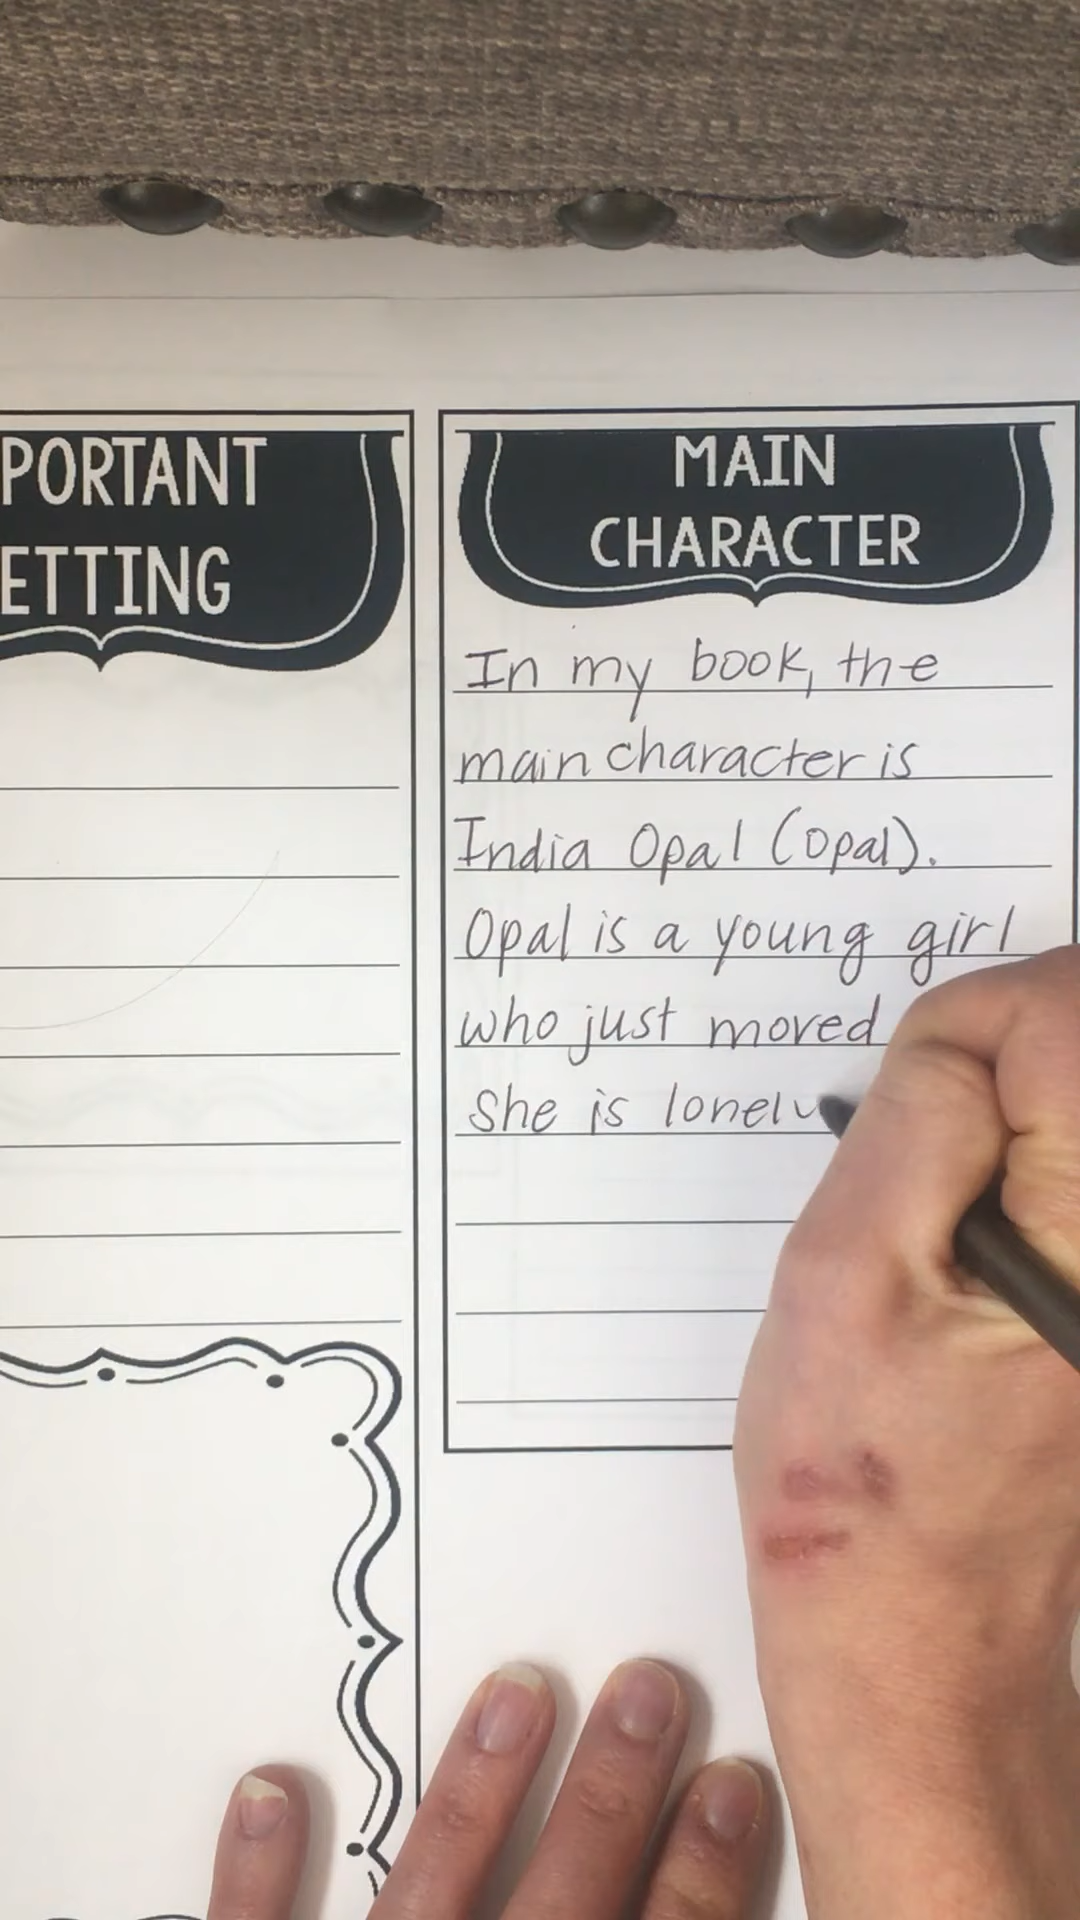 PORTANT
ETTING
MAIN
CHARACTER
In my book, the
main character is
India Opal (Opal).
Opal is a young girl
who just moved
She is lonely